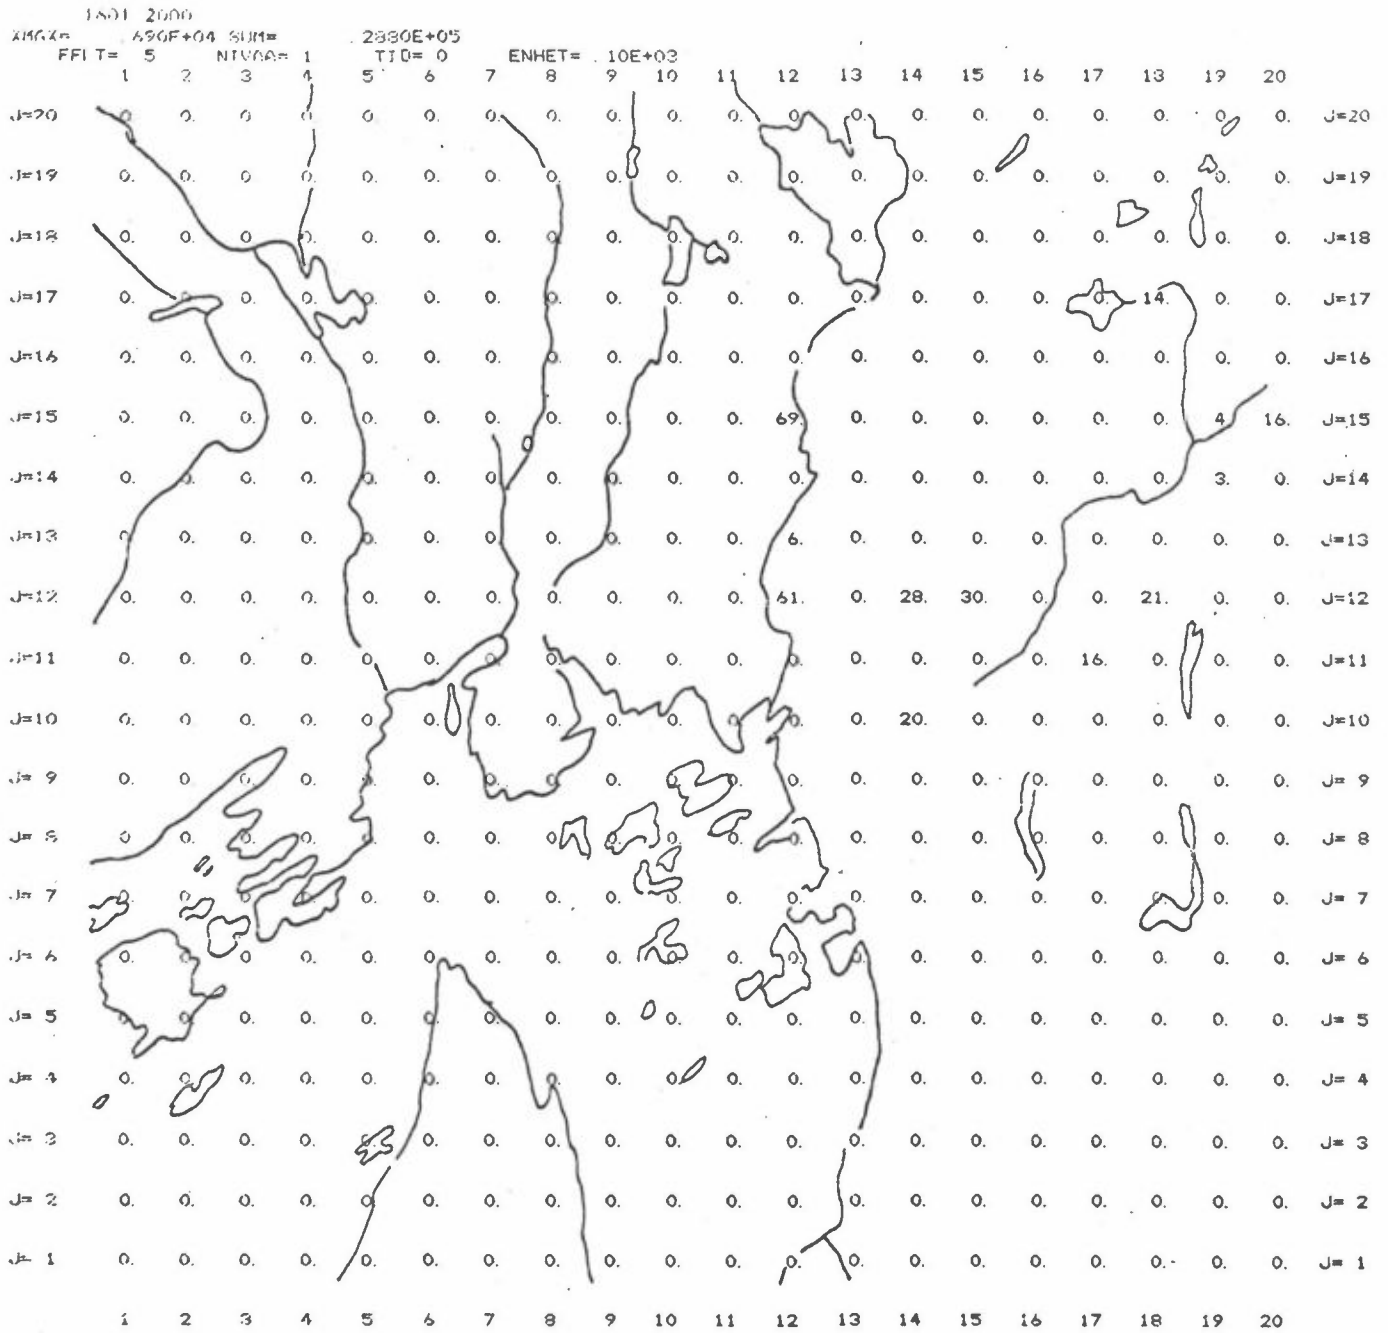 1801 2000
XMAX= .690E+04 SUM= .2880E+05
FELT= 5 NIVAA= 1 TID= 0 ENHET= .10E+03
1 2 3 4 5 6 7 8 9 10 11 12 13 14 15 16 17 18 19 20
J=20 0. 0. 0. 0. 0. 0. 0. 0. 0. 0. 0. 0. 0. 0. 0. 0. 0. 0. 0. 0. J=20
J=19 0. 0. 0. 0. 0. 0. 0. 0. 0. 0. 0. 0. 0. 0. 0. 0. 0. 0. 0. 0. J=19
J=18 0. 0. 0. 0. 0. 0. 0. 0. 0. 0. 0. 0. 0. 0. 0. 0. 0. 0. 0. 0. J=18
J=17 0. 0. 0. 0. 0. 0. 0. 0. 0. 0. 0. 0. 0. 0. 0. 0. 0. 14. 0. 0. J=17
J=16 0. 0. 0. 0. 0. 0. 0. 0. 0. 0. 0. 0. 0. 0. 0. 0. 0. 0. 0. 0. J=16
J=15 0. 0. 0. 0. 0. 0. 0. 0. 0. 0. 0. 69. 0. 0. 0. 0. 0. 0. 4. 16. J=15
J=14 0. 0. 0. 0. 0. 0. 0. 0. 0. 0. 0. 0. 0. 0. 0. 0. 0. 0. 3. 0. J=14
J=13 0. 0. 0. 0. 0. 0. 0. 0. 0. 0. 0. 6. 0. 0. 0. 0. 0. 0. 0. 0. J=13
J=12 0. 0. 0. 0. 0. 0. 0. 0. 0. 0. 0. 61. 0. 28. 30. 0. 0. 21. 0. 0. J=12
J=11 0. 0. 0. 0. 0. 0. 0. 0. 0. 0. 0. 0. 0. 0. 0. 0. 16. 0. 0. 0. J=11
J=10 0. 0. 0. 0. 0. 0. 0. 0. 0. 0. 0. 0. 0. 20. 0. 0. 0. 0. 0. 0. J=10
J= 9 0. 0. 0. 0. 0. 0. 0. 0. 0. 0. 0. 0. 0. 0. 0. 0. 0. 0. 0. 0. J= 9
J= 8 0. 0. 0. 0. 0. 0. 0. 0. 0. 0. 0. 0. 0. 0. 0. 0. 0. 0. 0. 0. J= 8
J= 7 0. 0. 0. 0. 0. 0. 0. 0. 0. 0. 0. 0. 0. 0. 0. 0. 0. 0. 0. 0. J= 7
J= 6 0. 0. 0. 0. 0. 0. 0. 0. 0. 0. 0. 0. 0. 0. 0. 0. 0. 0. 0. 0. J= 6
J= 5 0. 0. 0. 0. 0. 0. 0. 0. 0. 0. 0. 0. 0. 0. 0. 0. 0. 0. 0. 0. J= 5
J= 4 0. 0. 0. 0. 0. 0. 0. 0. 0. 0. 0. 0. 0. 0. 0. 0. 0. 0. 0. 0. J= 4
J= 3 0. 0. 0. 0. 0. 0. 0. 0. 0. 0. 0. 0. 0. 0. 0. 0. 0. 0. 0. 0. J= 3
J= 2 0. 0. 0. 0. 0. 0. 0. 0. 0. 0. 0. 0. 0. 0. 0. 0. 0. 0. 0. 0. J= 2
J= 1 0. 0. 0. 0. 0. 0. 0. 0. 0. 0. 0. 0. 0. 0. 0. 0. 0. 0. 0. 0. J= 1
1 2 3 4 5 6 7 8 9 10 11 12 13 14 15 16 17 18 19 20